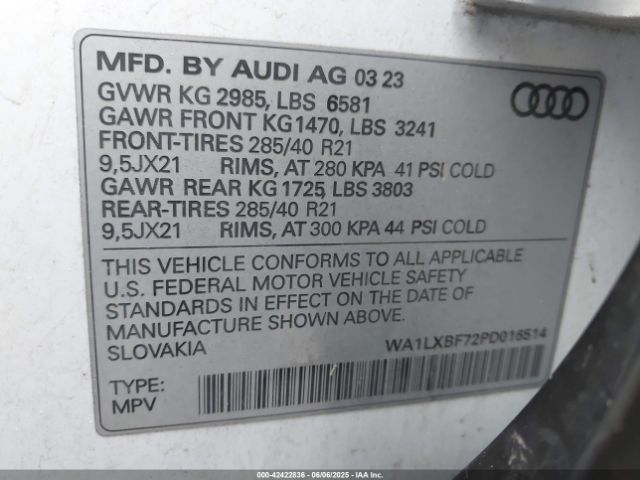 MFD. BY AUDI AG 03 23
GVWR KG 2985, LBS 6581
GAWR FRONT KG1470, LBS 3241
FRONT-TIRES 285/40 R21
9,5JX21 RIMS, AT 280 KPA 41 PSI COLD
GAWR REAR KG 1725, LBS 3803
REAR-TIRES 285/40 R21
9,5JX21 RIMS, AT 300 KPA 44 PSI COLD
THIS VEHICLE CONFORMS TO ALL APPLICABLE
U.S. FEDERAL MOTOR VEHICLE SAFETY
STANDARDS IN EFFECT ON THE DATE OF
MANUFACTURE SHOWN ABOVE.
SLOVAKIA WA1LXBF72PD016514
TYPE:
MPV
000-42422836 - 06/06/2025 - IAA Inc.